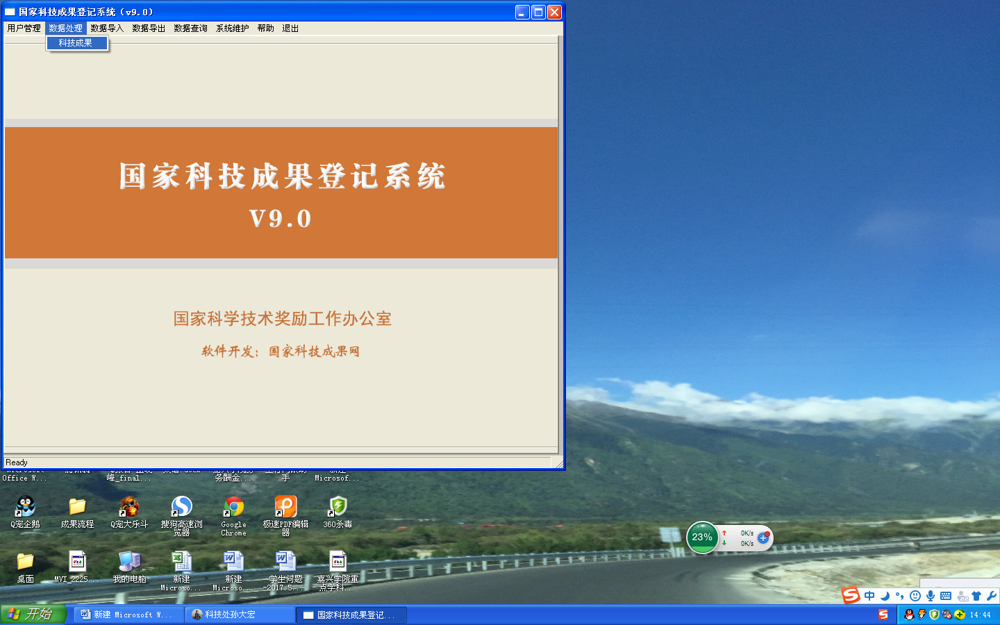 国家科技成果登记系统（v9.0）
用户管理 数据处理 数据导入 数据导出 数据查询 系统维护 帮助 退出
科技成果
国家科技成果登记系统
V9.0
国家科学技术奖励工作办公室
软件开发：国家科技成果网
Ready
Office W...
峰_final...
务酬金...
手
Microsof...
Q宠企鹅
成果流程
Q宠大乐斗
搜狗高速浏览器
Google Chrome
极速PDF编辑器
360杀毒
23%
0K/s
0K/s
桌面
MVI_2225...
我的电脑
新建 Microso...
新建 Microso...
学生问题-2017.5-...
嘉兴学院重点学科...
中
开始
新建 Microsoft W...
科技处孙大宏
国家科技成果登记...
14:44